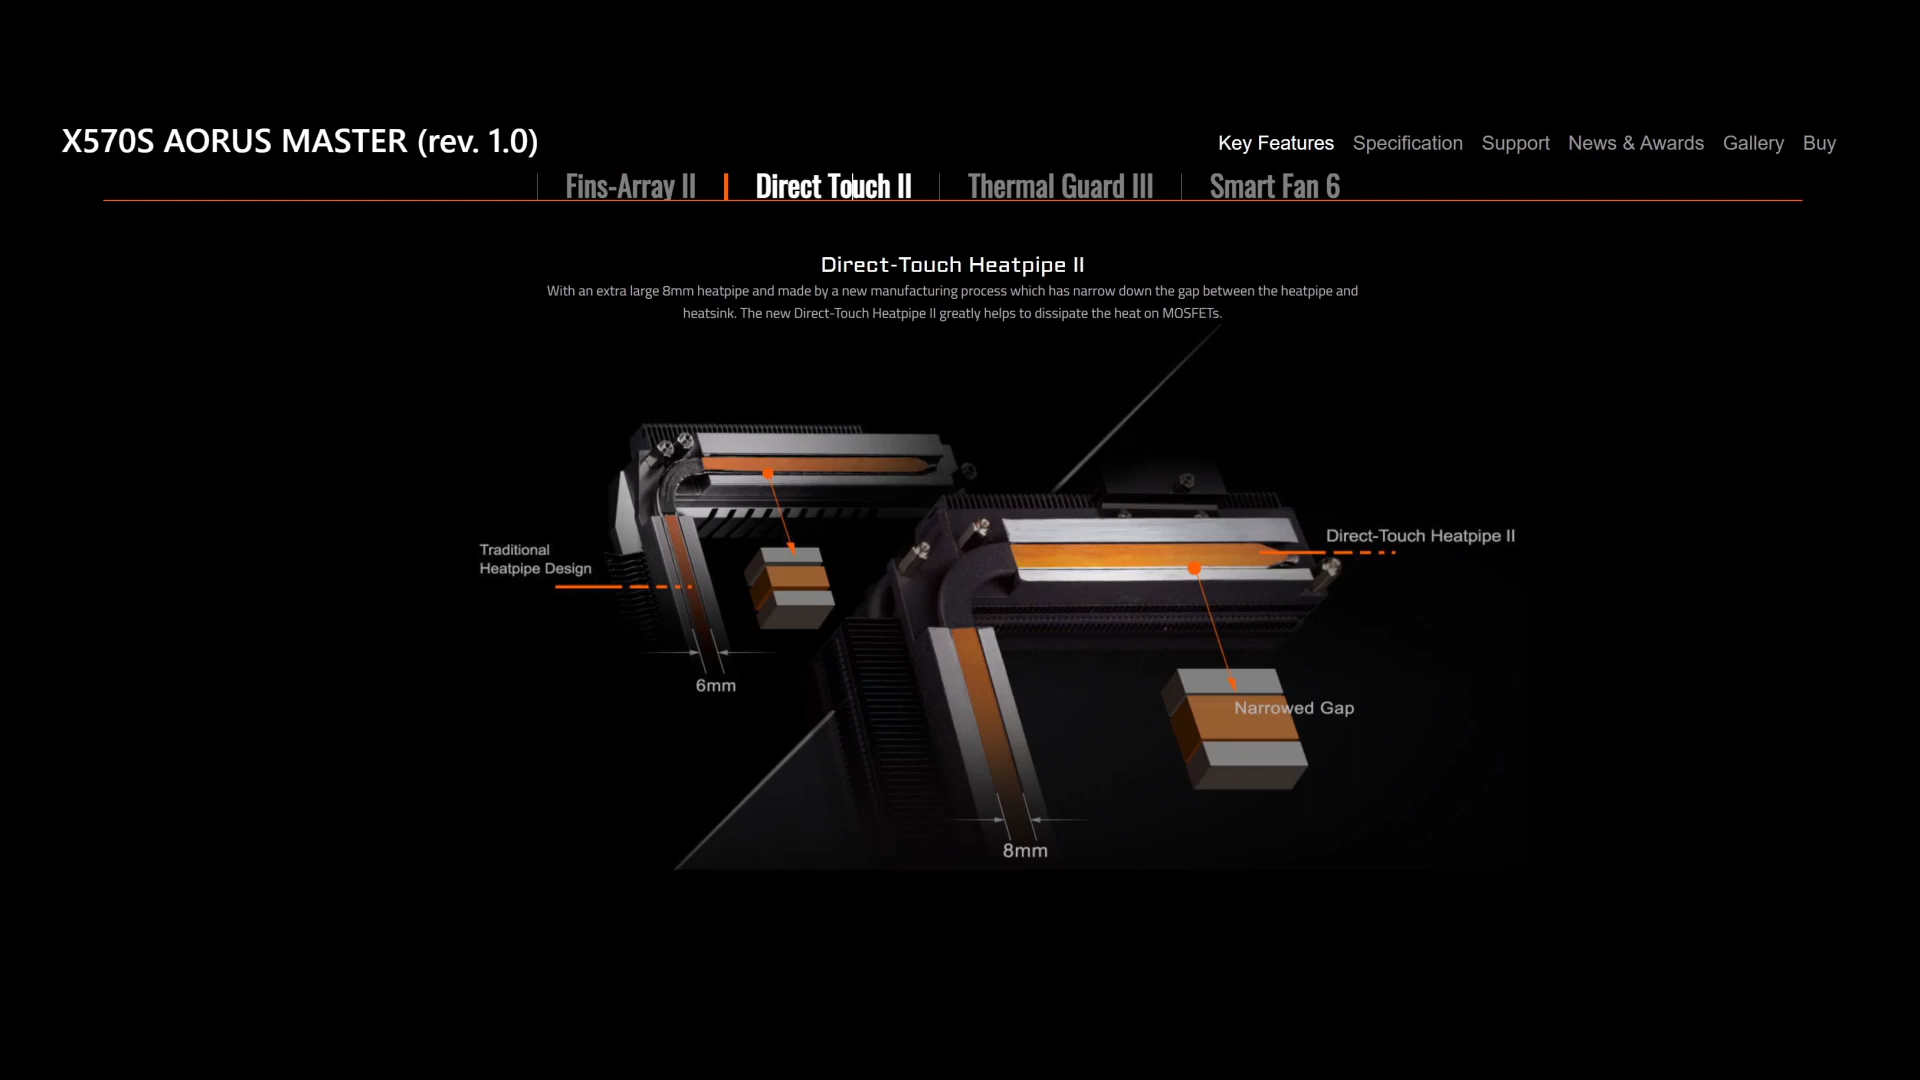 X570S AORUS MASTER (rev. 1.0)
Key Features Specification Support News & Awards Gallery Buy
Fins-Array II Direct Touch II Thermal Guard III Smart Fan 6
Direct-Touch Heatpipe II
With an extra large 8mm heatpipe and made by a new manufacturing process which has narrow down the gap between the heatpipe and
heatsink. The new Direct-Touch Heatpipe II greatly helps to dissipate the heat on MOSFETs.
Direct-Touch Heatpipe II
Traditional
Heatpipe Design
6mm
Narrowed Gap
8mm